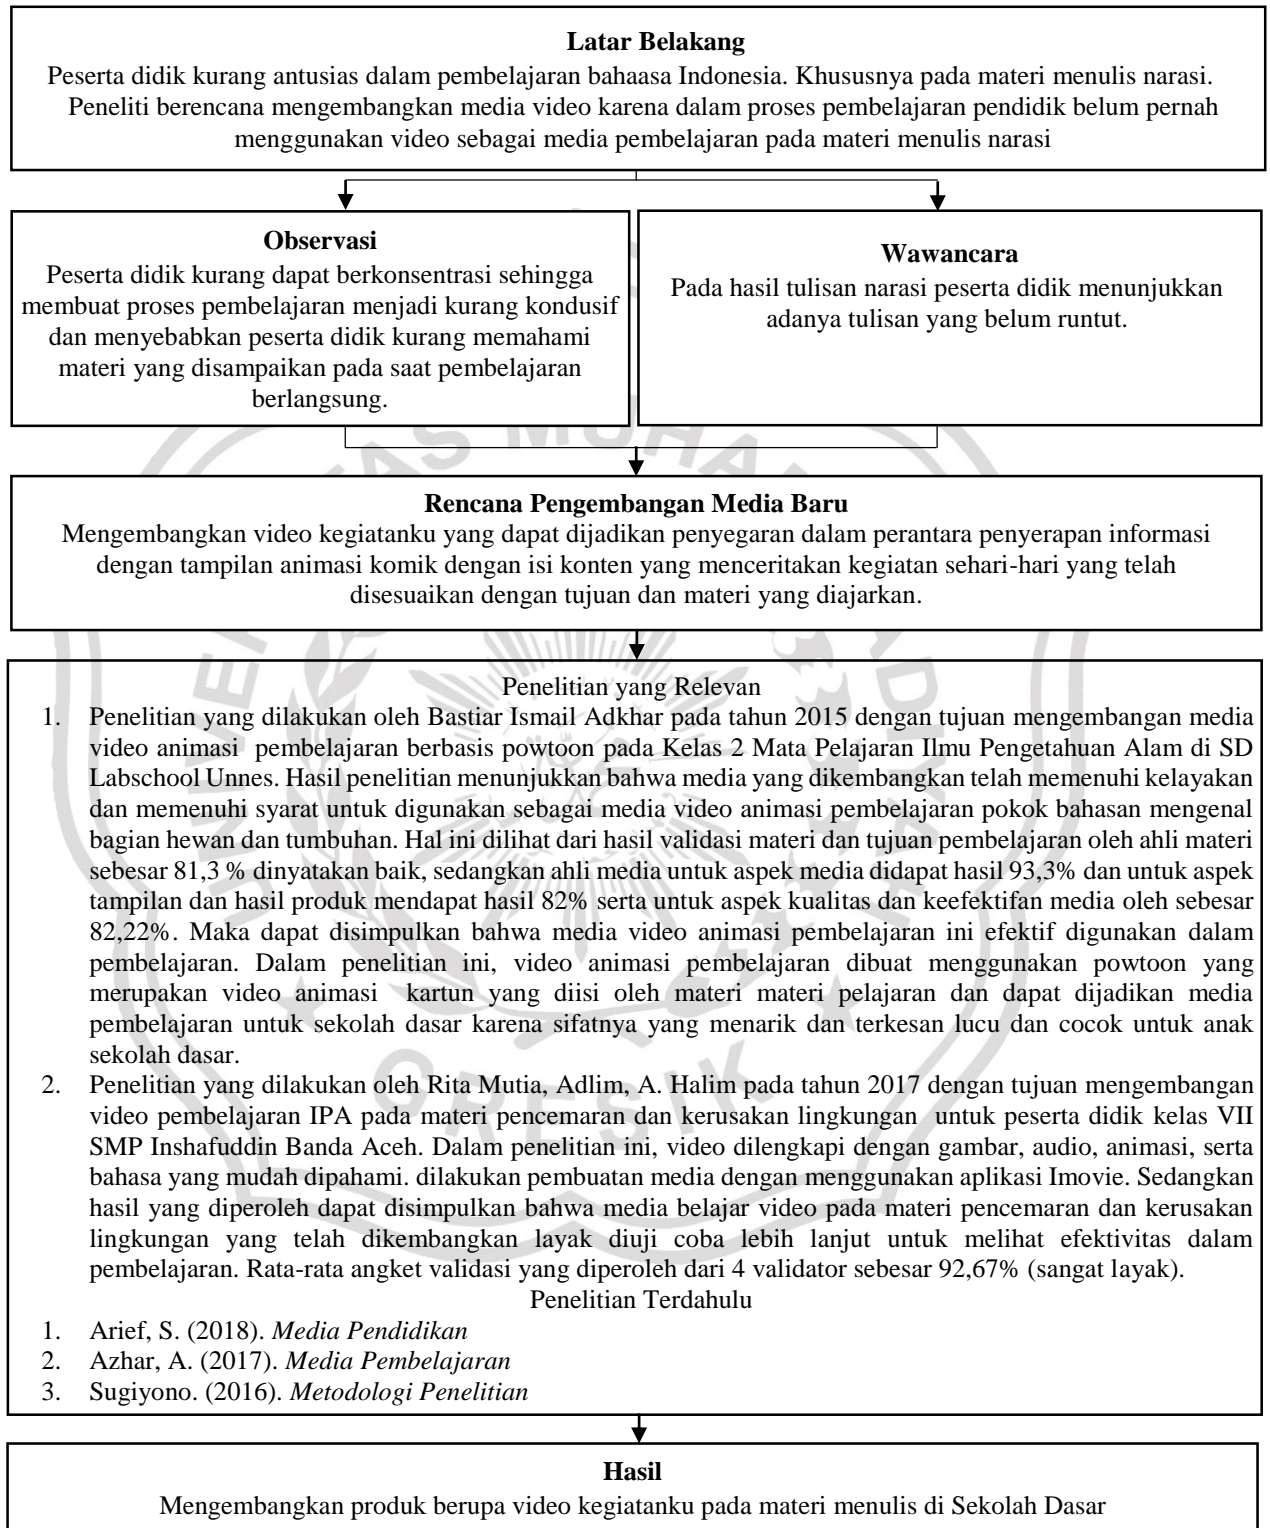 Latar Belakang
Peserta didik kurang antusias dalam pembelajaran bahaasa Indonesia. Khususnya pada materi menulis narasi.
Peneliti berencana mengembangkan media video karena dalam proses pembelajaran pendidik belum pernah
menggunakan video sebagai media pembelajaran pada materi menulis narasi
Observasi
Peserta didik kurang dapat berkonsentrasi sehingga
membuat proses pembelajaran menjadi kurang kondusif
dan menyebabkan peserta didik kurang memahami
materi yang disampaikan pada saat pembelajaran
berlangsung.
Wawancara
Pada hasil tulisan narasi peserta didik menunjukkan
adanya tulisan yang belum runtut.
Rencana Pengembangan Media Baru
Mengembangkan video kegiatanku yang dapat dijadikan penyegaran dalam perantara penyerapan informasi
dengan tampilan animasi komik dengan isi konten yang menceritakan kegiatan sehari-hari yang telah
disesuaikan dengan tujuan dan materi yang diajarkan.
Penelitian yang Relevan
1. Penelitian yang dilakukan oleh Bastiar Ismail Adkhar pada tahun 2015 dengan tujuan mengembangan media
video animasi pembelajaran berbasis powtoon pada Kelas 2 Mata Pelajaran Ilmu Pengetahuan Alam di SD
Labschool Unnes. Hasil penelitian menunjukkan bahwa media yang dikembangkan telah memenuhi kelayakan
dan memenuhi syarat untuk digunakan sebagai media video animasi pembelajaran pokok bahasan mengenal
bagian hewan dan tumbuhan. Hal ini dilihat dari hasil validasi materi dan tujuan pembelajaran oleh ahli materi
sebesar 81,3 % dinyatakan baik, sedangkan ahli media untuk aspek media didapat hasil 93,3% dan untuk aspek
tampilan dan hasil produk mendapat hasil 82% serta untuk aspek kualitas dan keefektifan media oleh sebesar
82,22%. Maka dapat disimpulkan bahwa media video animasi pembelajaran ini efektif digunakan dalam
pembelajaran. Dalam penelitian ini, video animasi pembelajaran dibuat menggunakan powtoon yang
merupakan video animasi kartun yang diisi oleh materi materi pelajaran dan dapat dijadikan media
pembelajaran untuk sekolah dasar karena sifatnya yang menarik dan terkesan lucu dan cocok untuk anak
sekolah dasar.
2. Penelitian yang dilakukan oleh Rita Mutia, Adlim, A. Halim pada tahun 2017 dengan tujuan mengembangan
video pembelajaran IPA pada materi pencemaran dan kerusakan lingkungan untuk peserta didik kelas VII
SMP Inshafuddin Banda Aceh. Dalam penelitian ini, video dilengkapi dengan gambar, audio, animasi, serta
bahasa yang mudah dipahami. dilakukan pembuatan media dengan menggunakan aplikasi Imovie. Sedangkan
hasil yang diperoleh dapat disimpulkan bahwa media belajar video pada materi pencemaran dan kerusakan
lingkungan yang telah dikembangkan layak diuji coba lebih lanjut untuk melihat efektivitas dalam
pembelajaran. Rata-rata angket validasi yang diperoleh dari 4 validator sebesar 92,67% (sangat layak).
Penelitian Terdahulu
1. Arief, S. (2018). Media Pendidikan
2. Azhar, A. (2017). Media Pembelajaran
3. Sugiyono. (2016). Metodologi Penelitian
Hasil
Mengembangkan produk berupa video kegiatanku pada materi menulis di Sekolah Dasar
GRESIK